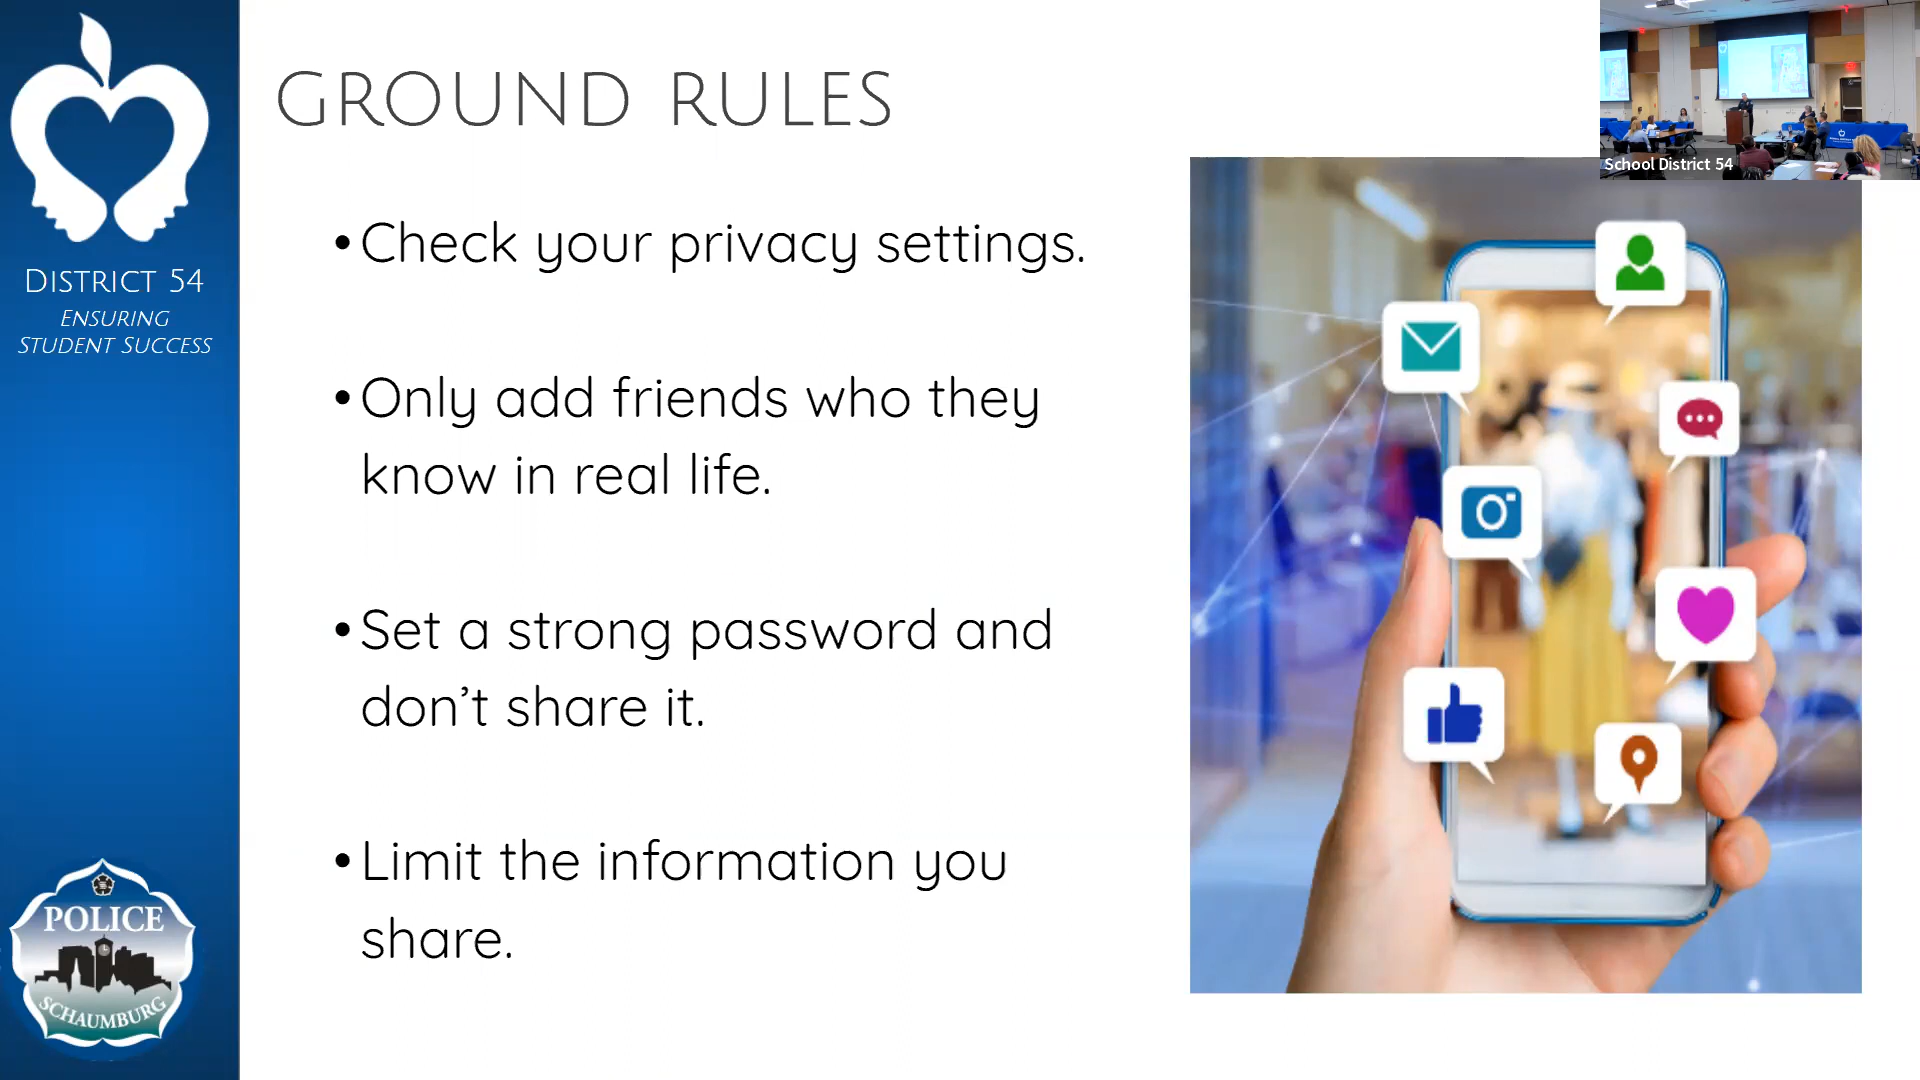 GROUND RULES
DISTRICT 54
ENSURING
STUDENT SUCCESS
•Check your privacy settings.
•Only add friends who they
know in real life.
•Set a strong password and
don't share it.
•Limit the information you
share.
POLICE
SCHAUMBURG
School District 54